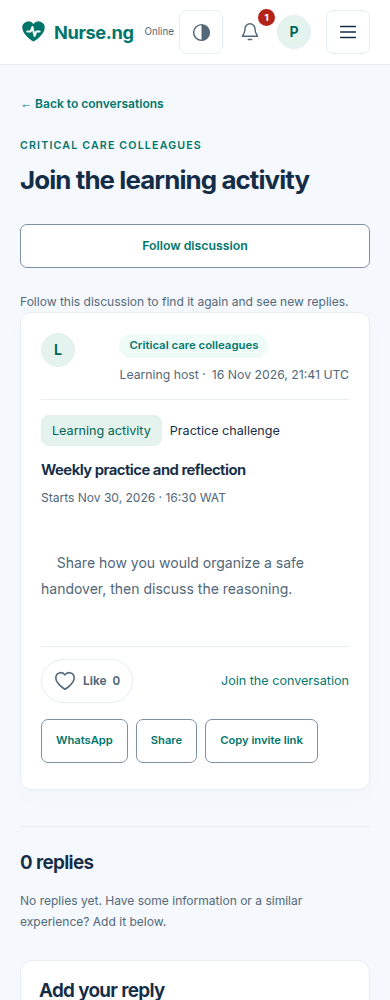 Nurse.ng
Online
1
P
← Back to conversations
CRITICAL CARE COLLEAGUES
Join the learning activity
Follow discussion
Follow this discussion to find it again and see new replies.
L
Critical care colleagues
Learning host · 16 Nov 2026, 21:41 UTC
Learning activity Practice challenge
Weekly practice and reflection
Starts Nov 30, 2026 · 16:30 WAT
Share how you would organize a safe
handover, then discuss the reasoning.
Like 0
Join the conversation
WhatsApp
Share
Copy invite link
0 replies
No replies yet. Have some information or a similar
experience? Add it below.
Add your reply